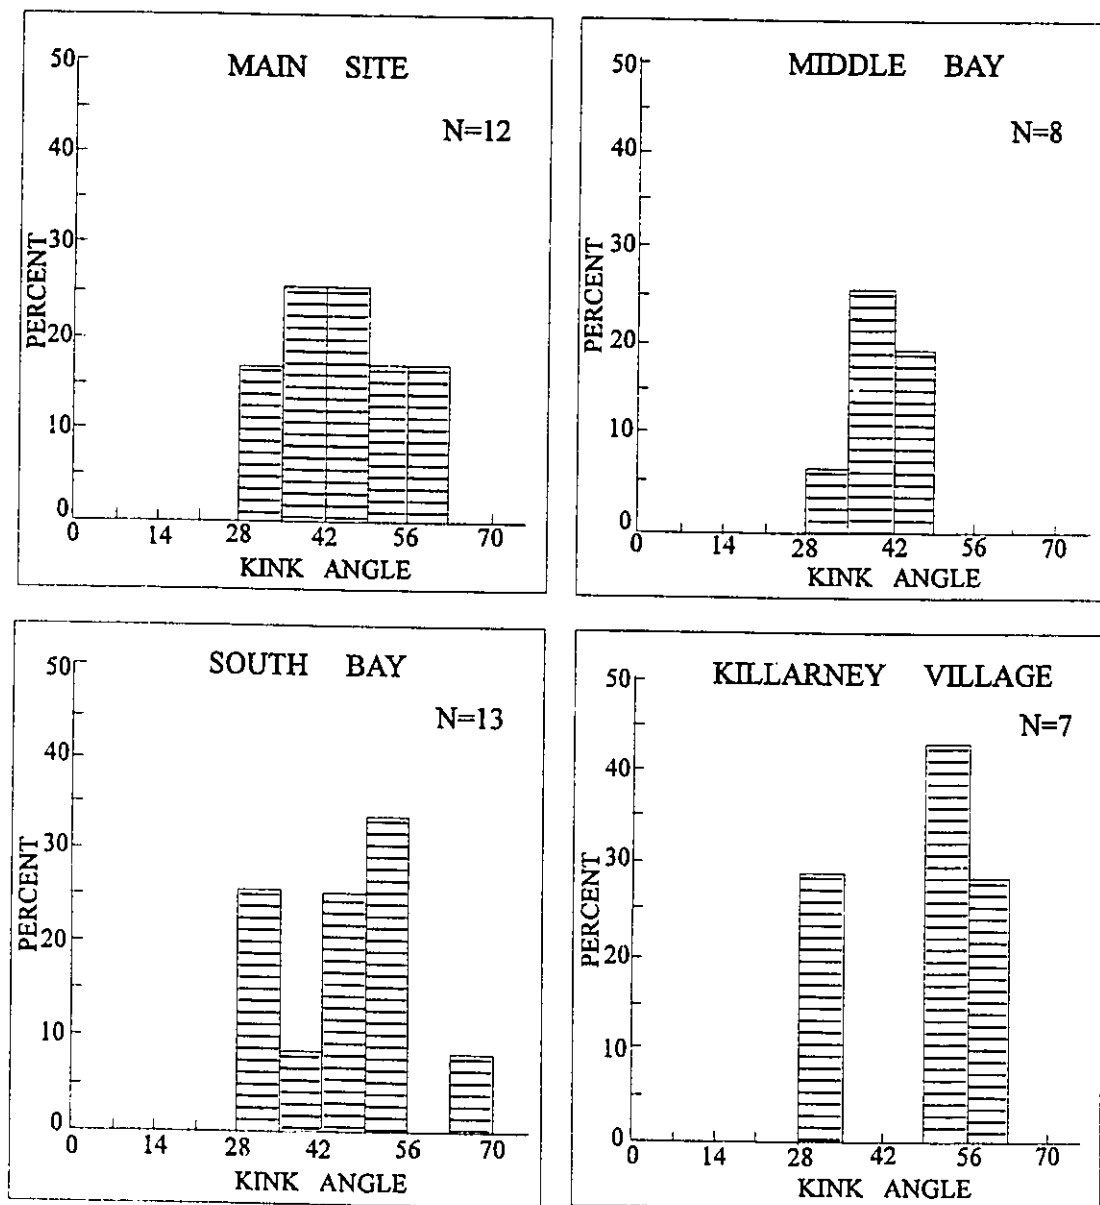 MAIN SITE
N=12
PERCENT
50
40
30
20
10
0
0 14 28 42 56 70
KINK ANGLE
MIDDLE BAY
N=8
PERCENT
50
40
30
20
10
0
0 14 28 42 56 70
KINK ANGLE
SOUTH BAY
N=13
PERCENT
50
40
30
20
10
0
0 14 28 42 56 70
KINK ANGLE
KILLARNEY VILLAGE
N=7
PERCENT
50
40
30
20
10
0
0 14 28 42 56 70
KINK ANGLE